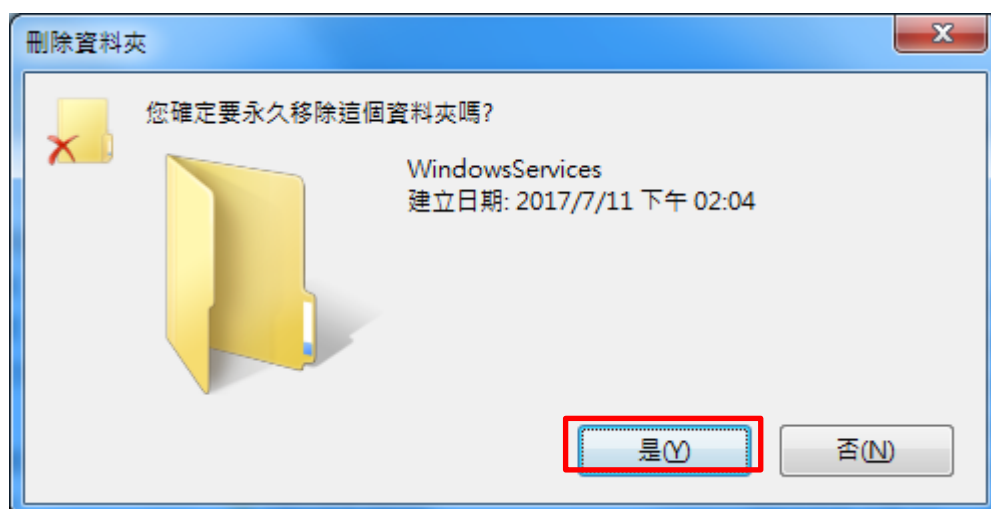 刪除資料夾
您確定要永久移除這個資料夾嗎?
WindowsServices
建立日期: 2017/7/11 下午 02:04
是(Y)
否(N)